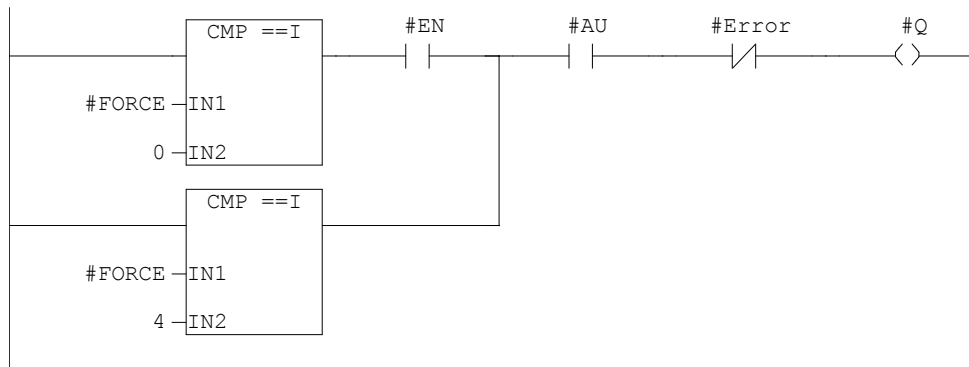 CMP ==I
#EN
#AU
#Error
#Q
#FORCE
IN1
0
IN2
CMP ==I
#FORCE
IN1
4
IN2